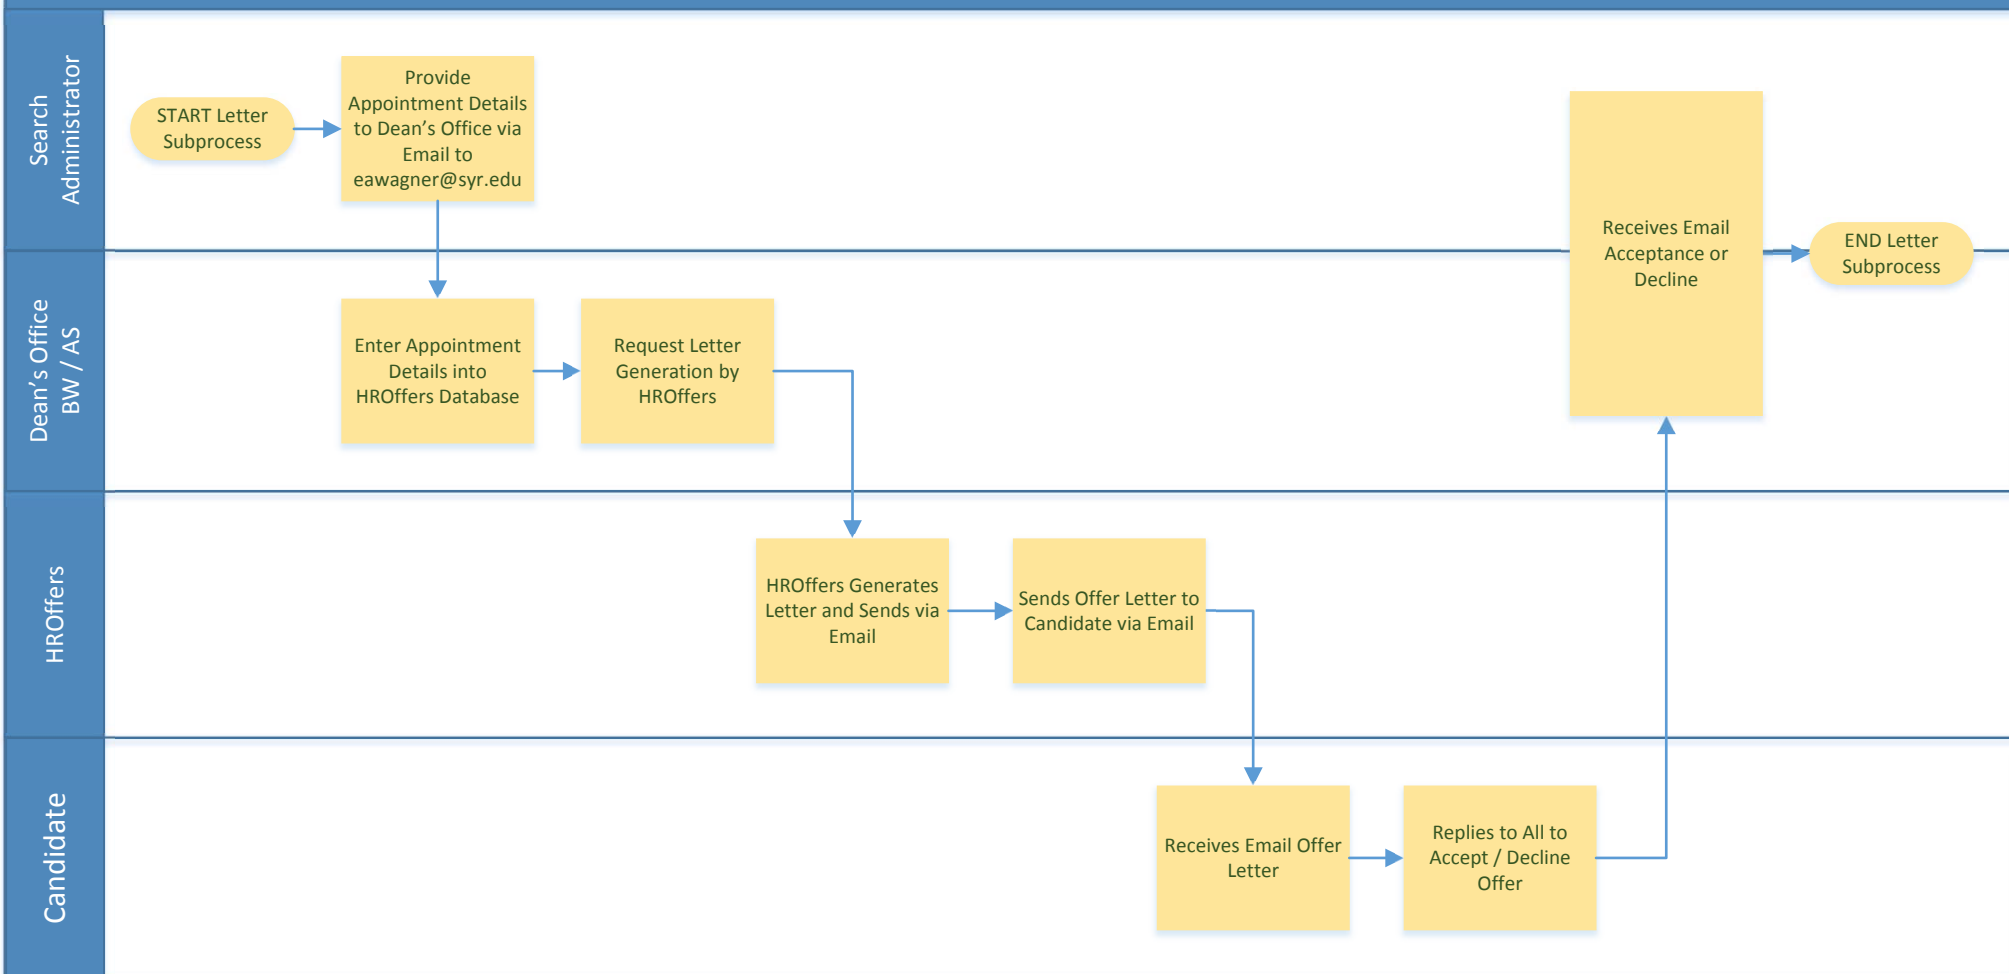 Search
Administrator
START Letter
Subprocess
Provide
Appointment Details
to Dean's Office via
Email to
eawagner@syr.edu
Receives Email
Acceptance or
Decline
END Letter
Subprocess
Dean's Office
BW / AS
Enter Appointment
Details into
HROffers Database
Request Letter
Generation by
HROffers
HROffers
HROffers Generates
Letter and Sends via
Email
Sends Offer Letter to
Candidate via Email
Candidate
Receives Email Offer
Letter
Replies to All to
Accept / Decline
Offer